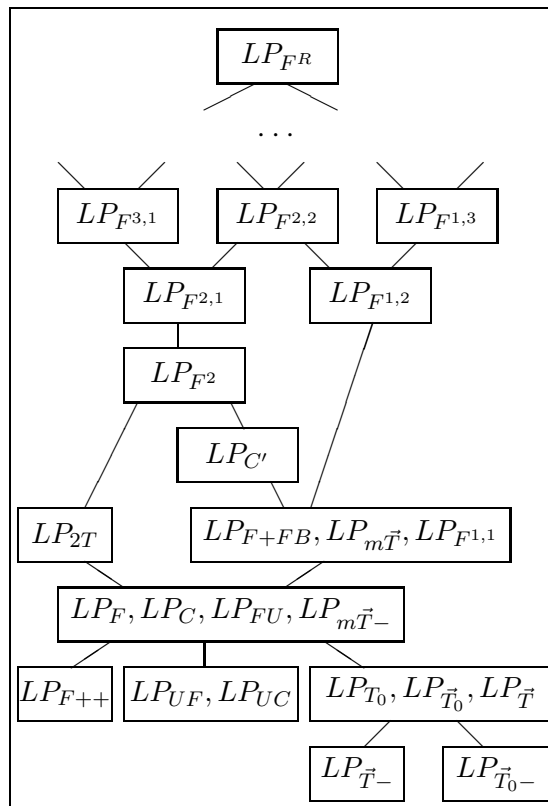 LP_{F^R}
...
LP_{F^{3,1}} LP_{F^{2,2}} LP_{F^{1,3}}
LP_{F^{2,1}} LP_{F^{1,2}}
LP_{F^2}
LP_{C'}
LP_{2T} LP_{F+FB}, LP_{m\vec{T}}, LP_{F^{1,1}}
LP_F, LP_C, LP_{FU}, LP_{m\vec{T}-}
LP_{F++} LP_{UF}, LP_{UC} LP_{T_0}, LP_{\vec{T}_0}, LP_{\vec{T}}
LP_{\vec{T}-} LP_{\vec{T}_0-}